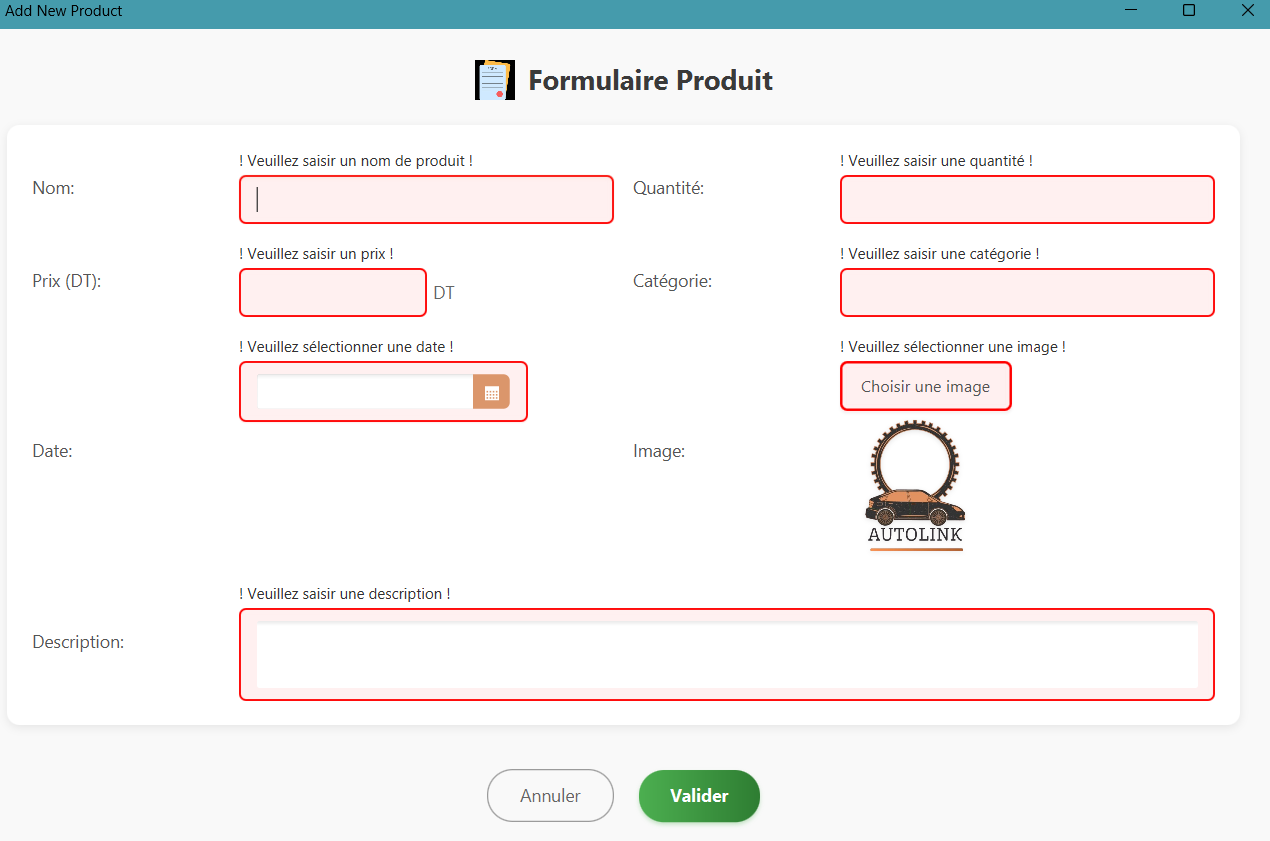 Add New Product
Formulaire Produit
! Veuillez saisir un nom de produit !
Nom:
! Veuillez saisir une quantité !
Quantité:
! Veuillez saisir un prix !
Prix (DT):
DT
! Veuillez saisir une catégorie !
Catégorie:
! Veuillez sélectionner une date !
Date:
! Veuillez sélectionner une image !
Choisir une image
Image:
AUTOLINK
! Veuillez saisir une description !
Description:
Annuler
Valider